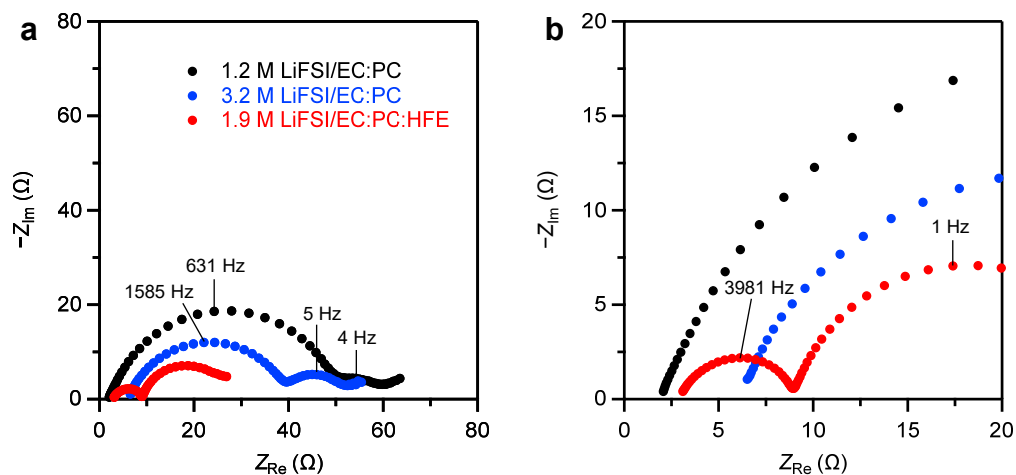 a
80
60
40
20
0
−Z_Im (Ω)
1.2 M LiFSI/EC:PC
3.2 M LiFSI/EC:PC
1.9 M LiFSI/EC:PC:HFE
631 Hz
1585 Hz
5 Hz
4 Hz
0 20 40 60 80
Z_Re (Ω)
b
20
15
10
5
0
−Z_Im (Ω)
1 Hz
3981 Hz
5 10 15 20
Z_Re (Ω)